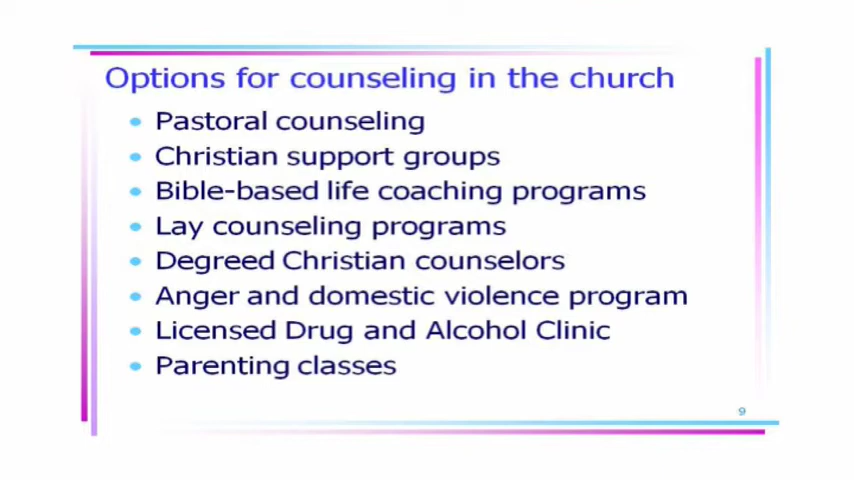 Options for counseling in the church
• Pastoral counseling
• Christian support groups
• Bible-based life coaching programs
• Lay counseling programs
• Degreed Christian counselors
• Anger and domestic violence program
• Licensed Drug and Alcohol Clinic
• Parenting classes
9